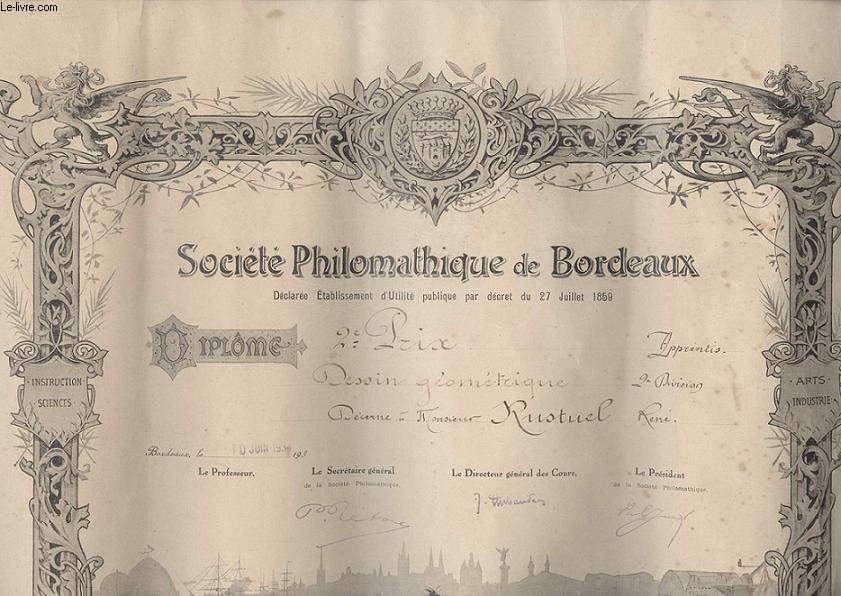 Le-livre.com
Société Philomathique de Bordeaux
Déclarée Établissement d'Utilité publique par décret du 27 Juillet 1859
Diplôme 2e Prix Apprentis.
Dessin géométrique 2e Division
Décerné à Monsieur Rustuel René.
INSTRUCTION
SCIENCES
ARTS
INDUSTRIE
Bordeaux, le JUIN 193
Le Professeur, Le Secrétaire général Le Directeur général des Cours, Le Président
de la Société Philomathique, de la Société Philomathique,